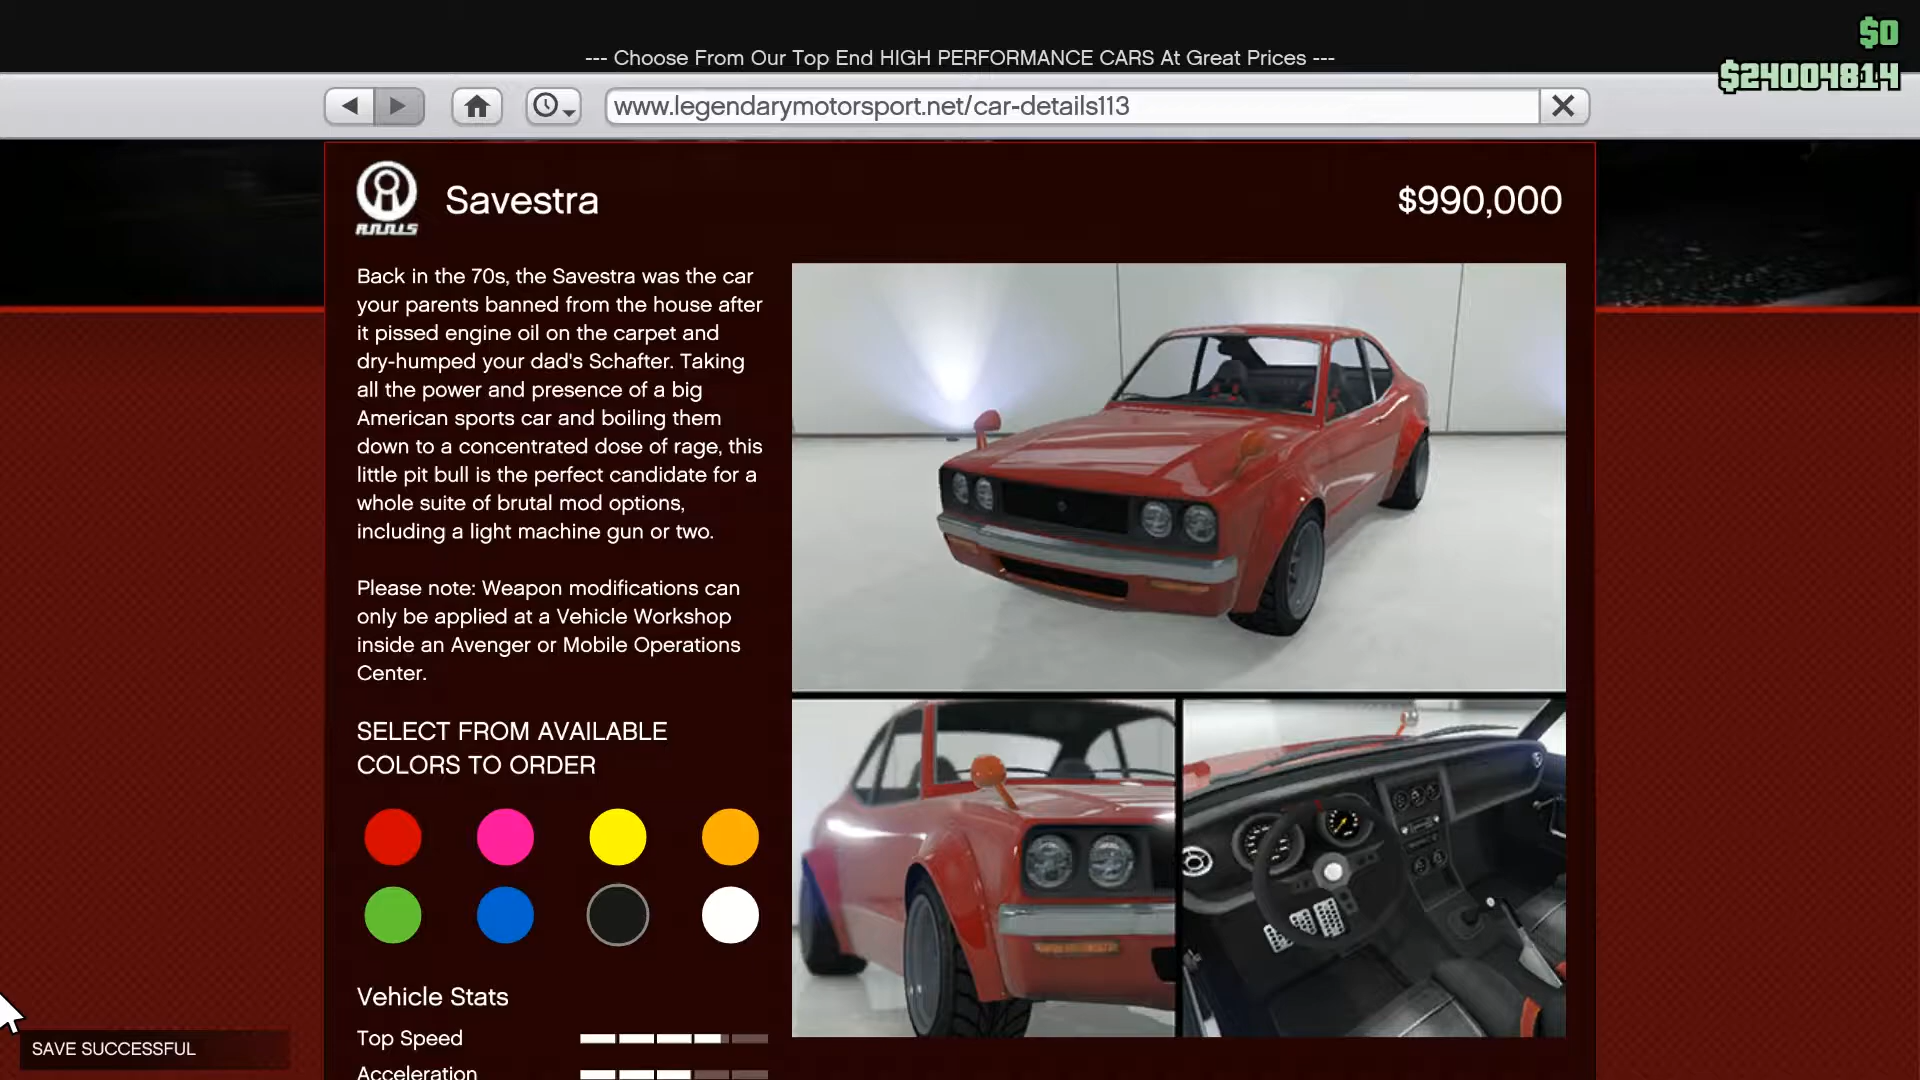 $0
--- Choose From Our Top End HIGH PERFORMANCE CARS At Great Prices ---
$24004814
www.legendarymotorsport.net/car-details113
ANNIS
Savestra
$990,000
Back in the 70s, the Savestra was the car
your parents banned from the house after
it pissed engine oil on the carpet and
dry-humped your dad's Schafter. Taking
all the power and presence of a big
American sports car and boiling them
down to a concentrated dose of rage, this
little pit bull is the perfect candidate for a
whole suite of brutal mod options,
including a light machine gun or two.
Please note: Weapon modifications can
only be applied at a Vehicle Workshop
inside an Avenger or Mobile Operations
Center.
SELECT FROM AVAILABLE
COLORS TO ORDER
Vehicle Stats
Top Speed
Acceleration
SAVE SUCCESSFUL